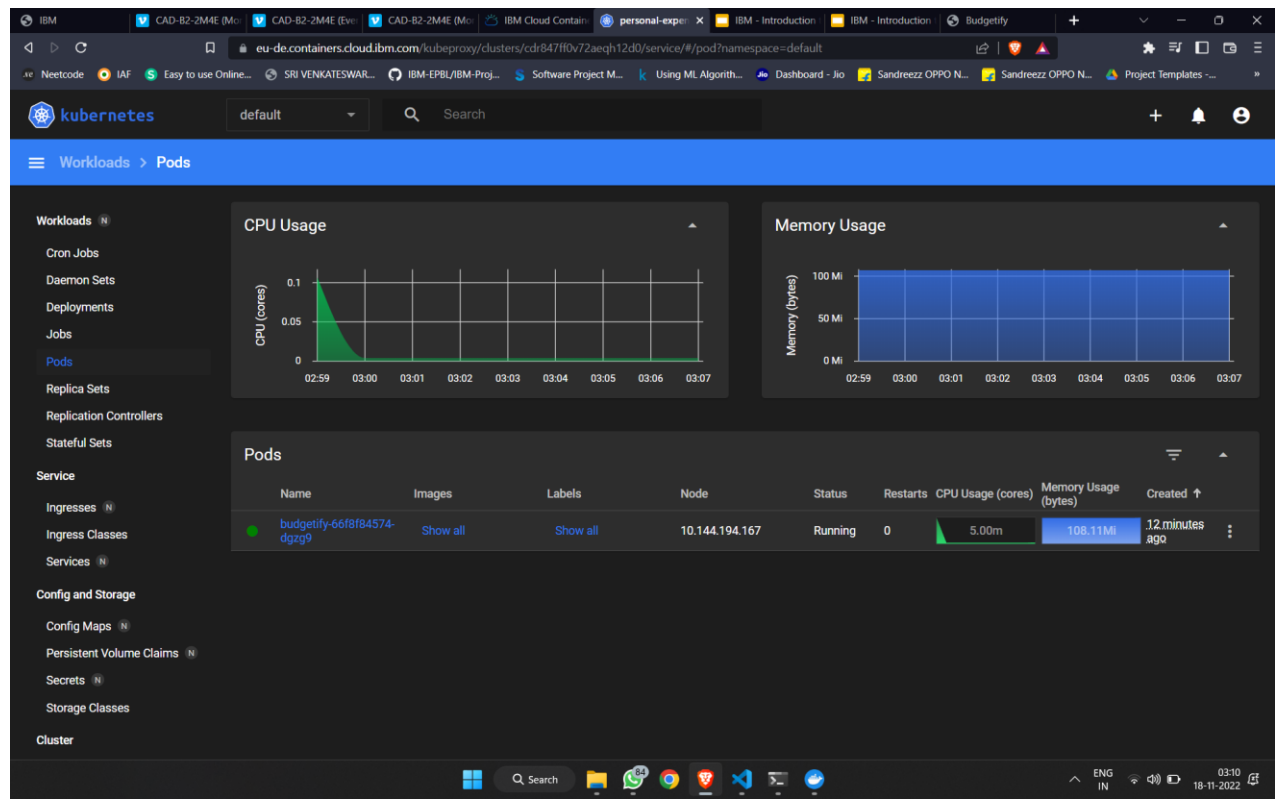 IBM
CAD-B2-2M4E (Mo
CAD-B2-2M4E (Eve
CAD-B2-2M4E (Mo
IBM Cloud Contain
personal-exper
IBM - Introduction
IBM - Introduction
Budgetify
eu-de.containers.cloud.ibm.com/kubeproxy/clusters/cdr847ff0v72aeqh12d0/service/#/pod?namespace=default
Neetcode
IAF
Easy to use Online...
SRI VENKATESWAR...
IBM-EPBL/IBM-Proj...
Software Project M...
Using ML Algorith...
Dashboard - Jio
Sandreezz OPPO N...
Sandreezz OPPO N...
Project Templates -...
»
kubernetes
default
Search
Workloads > Pods
Workloads N
Cron Jobs
Daemon Sets
Deployments
Jobs
Pods
Replica Sets
Replication Controllers
Stateful Sets
Service
Ingresses N
Ingress Classes
Services N
Config and Storage
Config Maps N
Persistent Volume Claims N
Secrets N
Storage Classes
Cluster
CPU Usage
CPU (cores)
0.1
0.05
0
02:59 03:00 03:01 03:02 03:03 03:04 03:05 03:06 03:07
Memory Usage
Memory (bytes)
100 Mi
50 Mi
0 Mi
02:59 03:00 03:01 03:02 03:03 03:04 03:05 03:06 03:07
Pods
Name Images Labels Node Status Restarts CPU Usage (cores) Memory Usage (bytes) Created
budgetify-66f8f84574-
dgzg9
Show all
Show all
10.144.194.167
Running
0
5.00m
108.11Mi
12 minutes
ago
Search
84
ENG
IN
03:10
18-11-2022